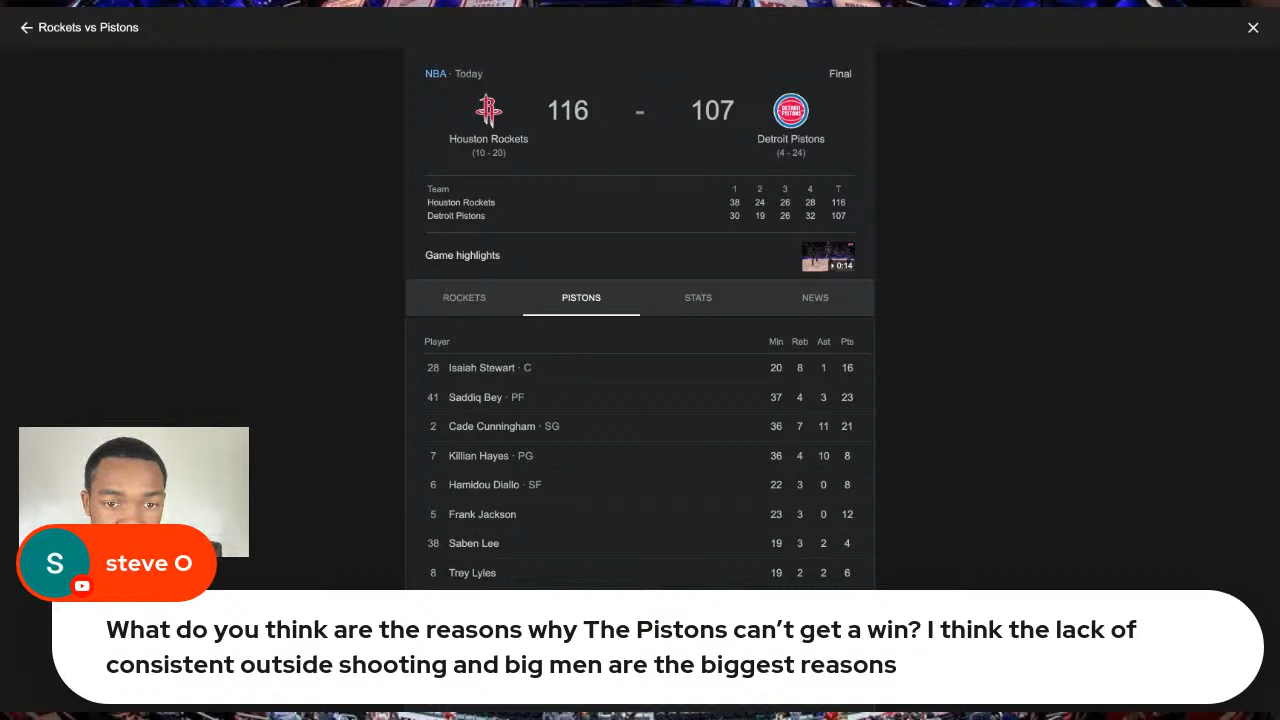 Rockets vs Pistons
NBA · Today
Final
116 - 107
Houston Rockets
Detroit Pistons
(10 - 20)
(4 - 24)
Team 1 2 3 4 T
Houston Rockets 38 24 26 28 116
Detroit Pistons 30 19 26 32 107
Game highlights
0:14
ROCKETS PISTONS STATS NEWS
Player Min Reb Ast Pts
28 Isaiah Stewart · C 20 8 1 16
41 Saddiq Bey · PF 37 4 3 23
2 Cade Cunningham · SG 36 7 11 21
7 Killian Hayes · PG 36 4 10 8
6 Hamidou Diallo · SF 22 3 0 8
5 Frank Jackson 23 3 0 12
38 Saben Lee 19 3 2 4
8 Trey Lyles 19 2 2 6
S steve O
What do you think are the reasons why The Pistons can't get a win? I think the lack of
consistent outside shooting and big men are the biggest reasons